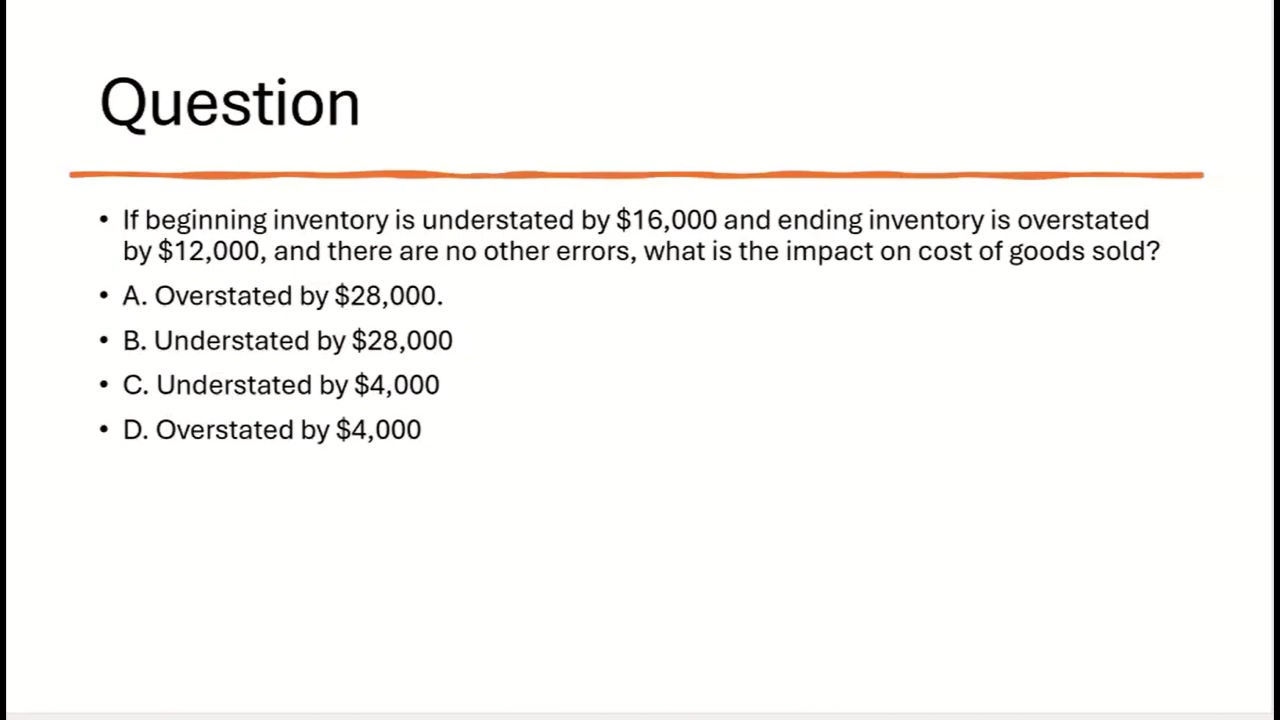 Question
• If beginning inventory is understated by $16,000 and ending inventory is overstated
by $12,000, and there are no other errors, what is the impact on cost of goods sold?
• A. Overstated by $28,000.
• B. Understated by $28,000
• C. Understated by $4,000
• D. Overstated by $4,000